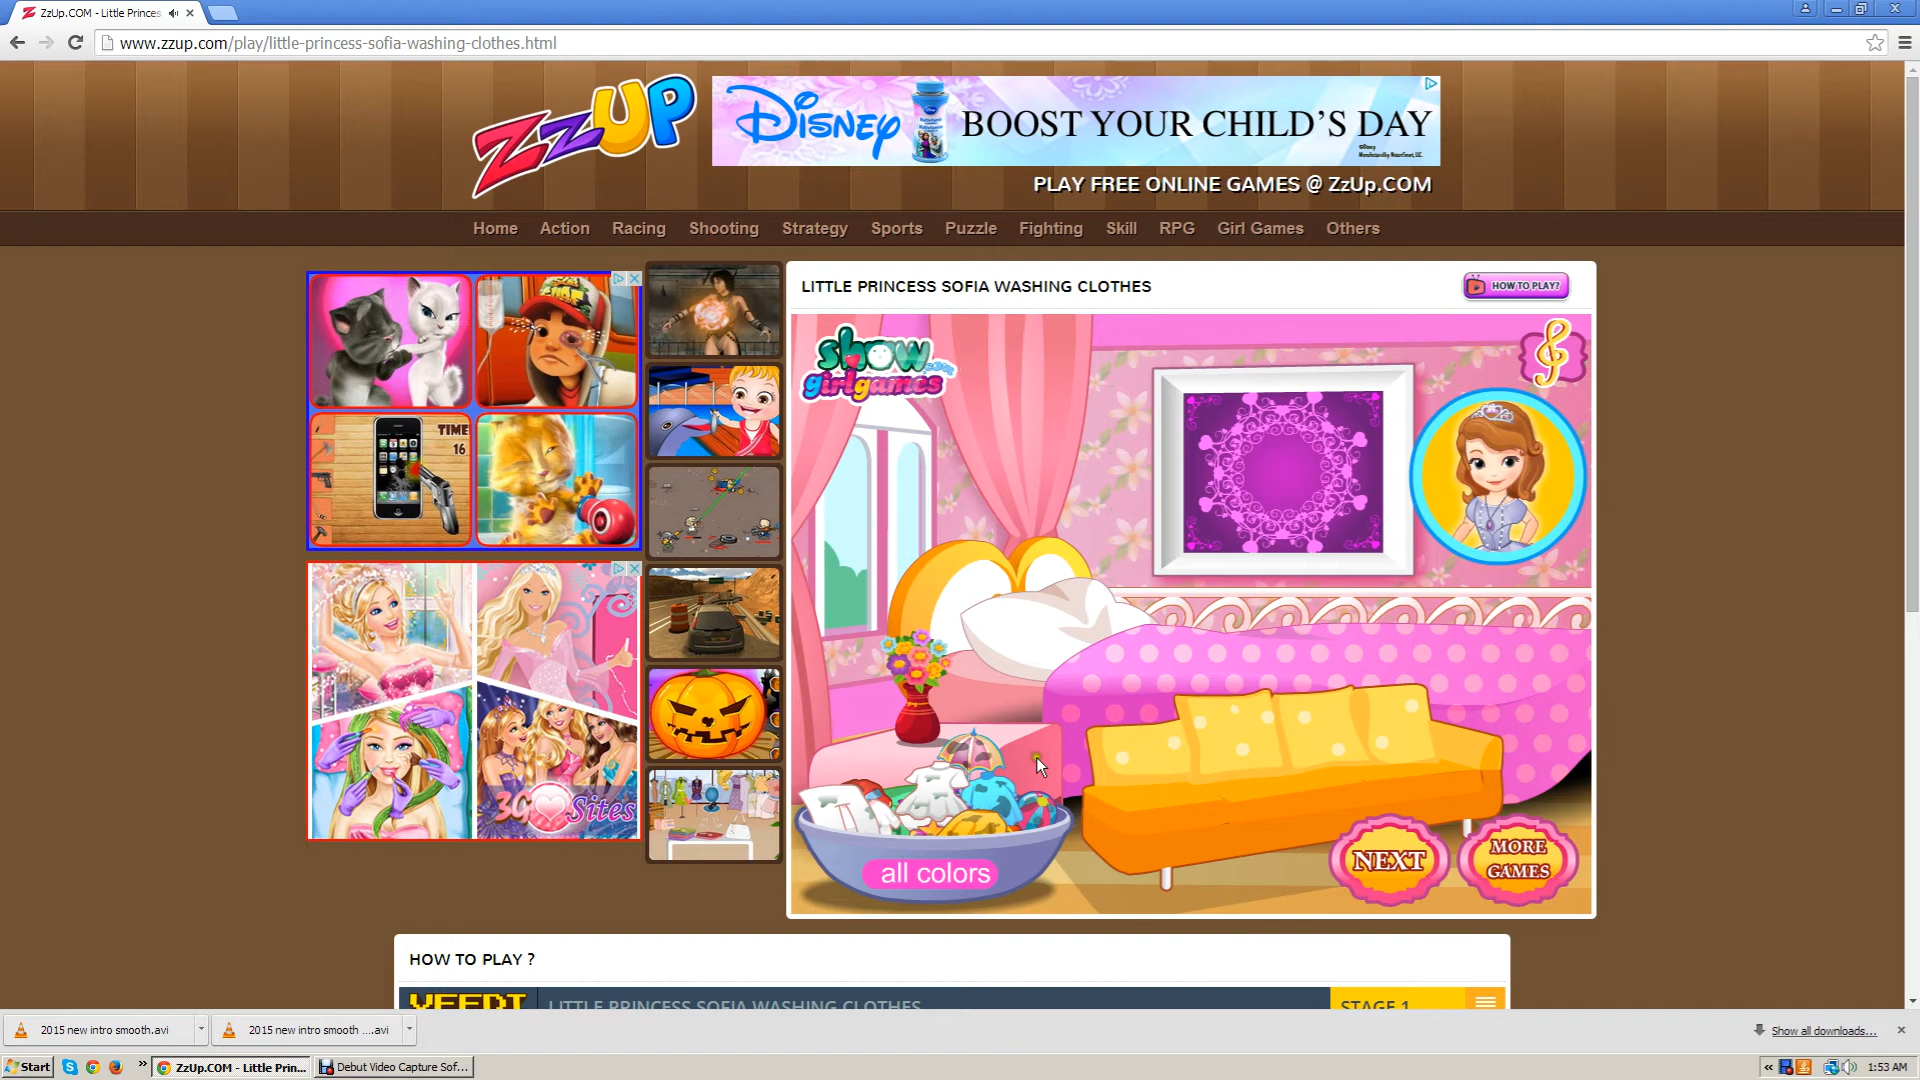 ZzUp.COM - Little Princes
www.zzup.com/play/little-princess-sofia-washing-clothes.html
ZzUP
Disney
BOOST YOUR CHILD'S DAY
PLAY FREE ONLINE GAMES @ ZzUp.COM
Home Action Racing Shooting Strategy Sports Puzzle Fighting Skill RPG Girl Games Others
LITTLE PRINCESS SOFIA WASHING CLOTHES
HOW TO PLAY?
show
girlgames
.com
TIME
16
3G Sites
all colors
NEXT
MORE
GAMES
HOW TO PLAY ?
YEEDI
LITTLE PRINCESS SOFIA WASHING CLOTHES
STAGE 1
2015 new intro smooth.avi
2015 new intro smooth ....avi
Show all downloads...
Start
ZzUp.COM - Little Prin...
Debut Video Capture Sof...
1:53 AM